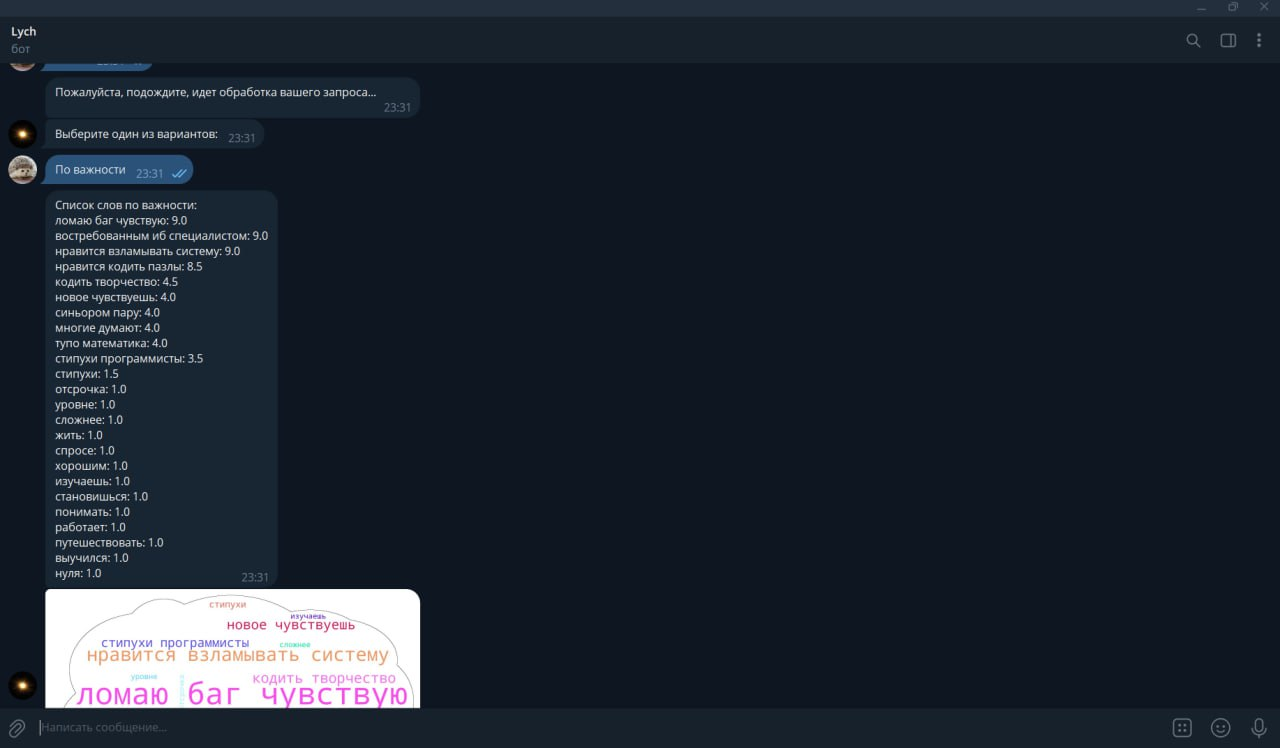 Lych
бот
Пожалуйста, подождите, идет обработка вашего запроса...
23:31
Выберите один из вариантов: 23:31
По важности 23:31
Список слов по важности:
ломаю баг чувствую: 9.0
востребованным иб специалистом: 9.0
нравится взламывать систему: 9.0
нравится кодить пазлы: 8.5
кодить творчество: 4.5
новое чувствуешь: 4.0
синьором пару: 4.0
многие думают: 4.0
тупо математика: 4.0
стипухи программисты: 3.5
стипухи: 1.5
отсрочка: 1.0
уровне: 1.0
сложнее: 1.0
жить: 1.0
спросе: 1.0
хорошим: 1.0
изучаешь: 1.0
становишься: 1.0
понимать: 1.0
работает: 1.0
путешествовать: 1.0
выучился: 1.0
нуля: 1.0
23:31
стипухи
изучаешь
новое чувствуешь
стипухи программисты
сложнее
нравится взламывать систему
уровне
кодить творчество
ломаю баг чувствую
Написать сообщение...